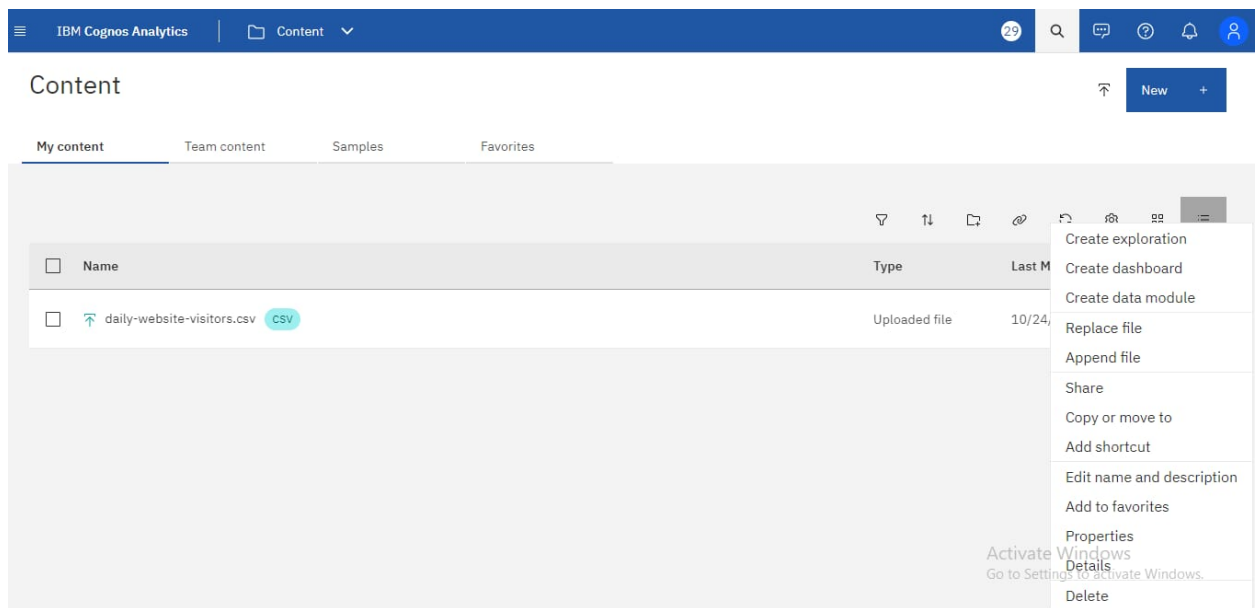 IBM Cognos Analytics Content 29
Content
New +
My content Team content Samples Favorites
Name Type Last M
daily-website-visitors.csv CSV Uploaded file 10/24/
Create exploration
Create dashboard
Create data module
Replace file
Append file
Share
Copy or move to
Add shortcut
Edit name and description
Add to favorites
Properties
Details
Delete
Activate Windows
Go to Settings to activate Windows.